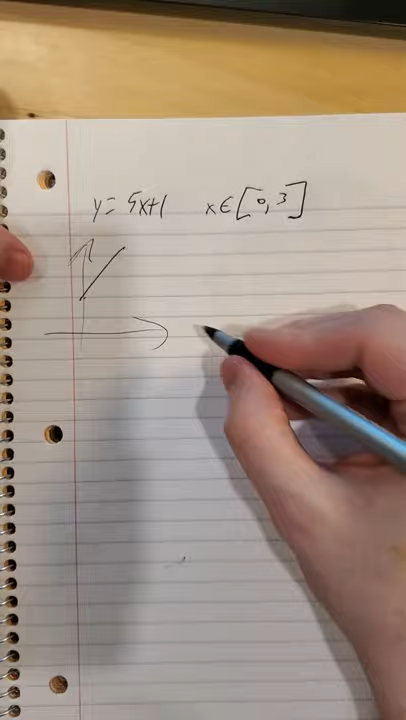 y = 5x+1 x ∈ [0, 3]